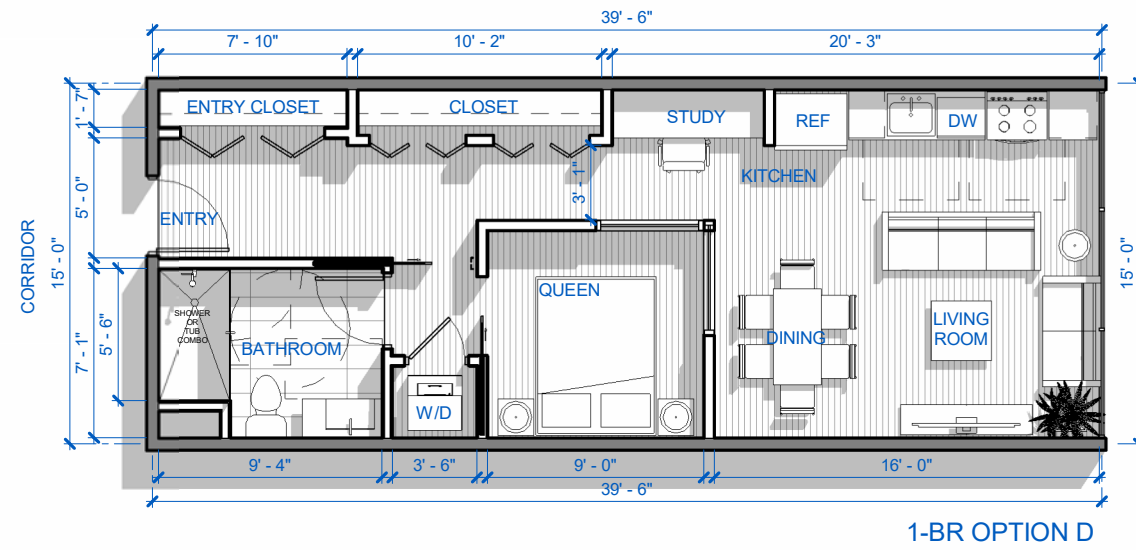 39' - 6"
7' - 10"
10' - 2"
20' - 3"
1' - 7"
ENTRY CLOSET
CLOSET
STUDY
REF
DW
5' - 0"
3' - 1"
KITCHEN
ENTRY
CORRIDOR
15' - 0"
15' - 0"
QUEEN
SHOWER
OR
TUB
COMBO
5' - 6"
7' - 1"
BATHROOM
DINING
LIVING
ROOM
W/D
9' - 4"
3' - 6"
9' - 0"
16' - 0"
39' - 6"
1-BR OPTION D